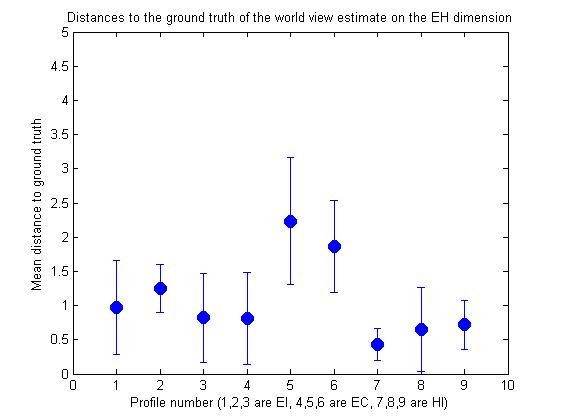 Distances to the ground truth of the world view estimate on the EH dimension
5
4.5
4
3.5
3
2.5
2
1.5
1
0.5
0
Mean distance to ground truth
0 1 2 3 4 5 6 7 8 9 10
Profile number (1,2,3 are EI, 4,5,6 are EC, 7,8,9 are HI)